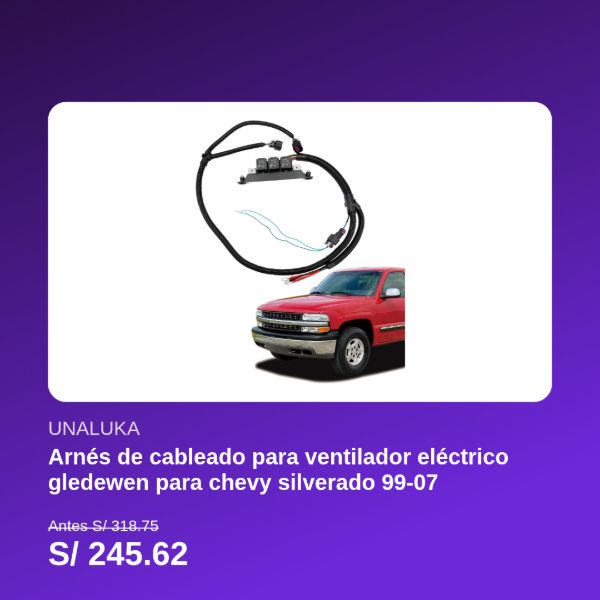 UNALUKA
Arnés de cableado para ventilador eléctrico
gledewen para chevy silverado 99-07
Antes S/ 318.75
S/ 245.62